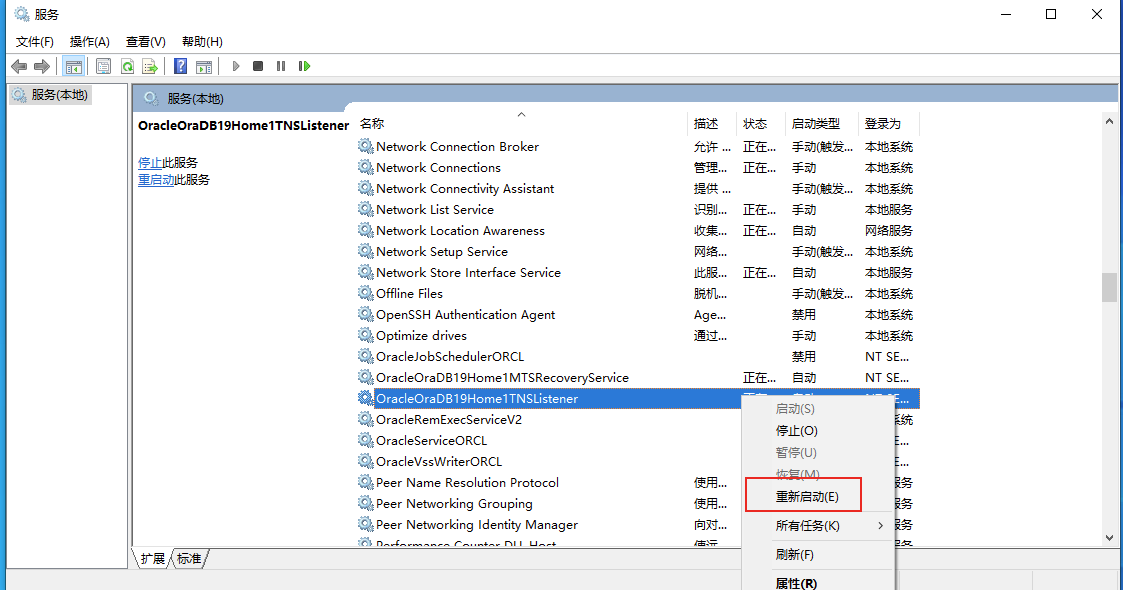 服务
文件(F) 操作(A) 查看(V) 帮助(H)
服务(本地)
服务(本地)
OracleOraDB19Home1TNSListener
停止此服务
重启动此服务
名称 描述 状态 启动类型 登录为
Network Connection Broker 允许 ... 正在... 手动(触发... 本地系统
Network Connections 管理... 正在... 手动 本地系统
Network Connectivity Assistant 提供 ... 手动(触发... 本地系统
Network List Service 识别... 正在... 手动 本地服务
Network Location Awareness 收集... 正在... 自动 网络服务
Network Setup Service 网络... 手动(触发... 本地系统
Network Store Interface Service 此服... 正在... 自动 本地服务
Offline Files 脱机... 手动(触发... 本地系统
OpenSSH Authentication Agent Age... 禁用 本地系统
Optimize drives 通过... 手动 本地系统
OracleJobSchedulerORCL 禁用 NT SE...
OracleOraDB19Home1MTSRecoveryService 正在... 自动 NT SE...
OracleOraDB19Home1TNSListener
OracleRemExecServiceV2 系统
OracleServiceORCL E...
OracleVssWriterORCL E...
Peer Name Resolution Protocol 使用... 服务
Peer Networking Grouping 使用... 服务
Peer Networking Identity Manager 向对... 服务
Performance Counter DLL Host
启动(S)
停止(O)
暂停(U)
恢复(M)
重新启动(E)
所有任务(K)
刷新(F)
属性(R)
扩展 标准